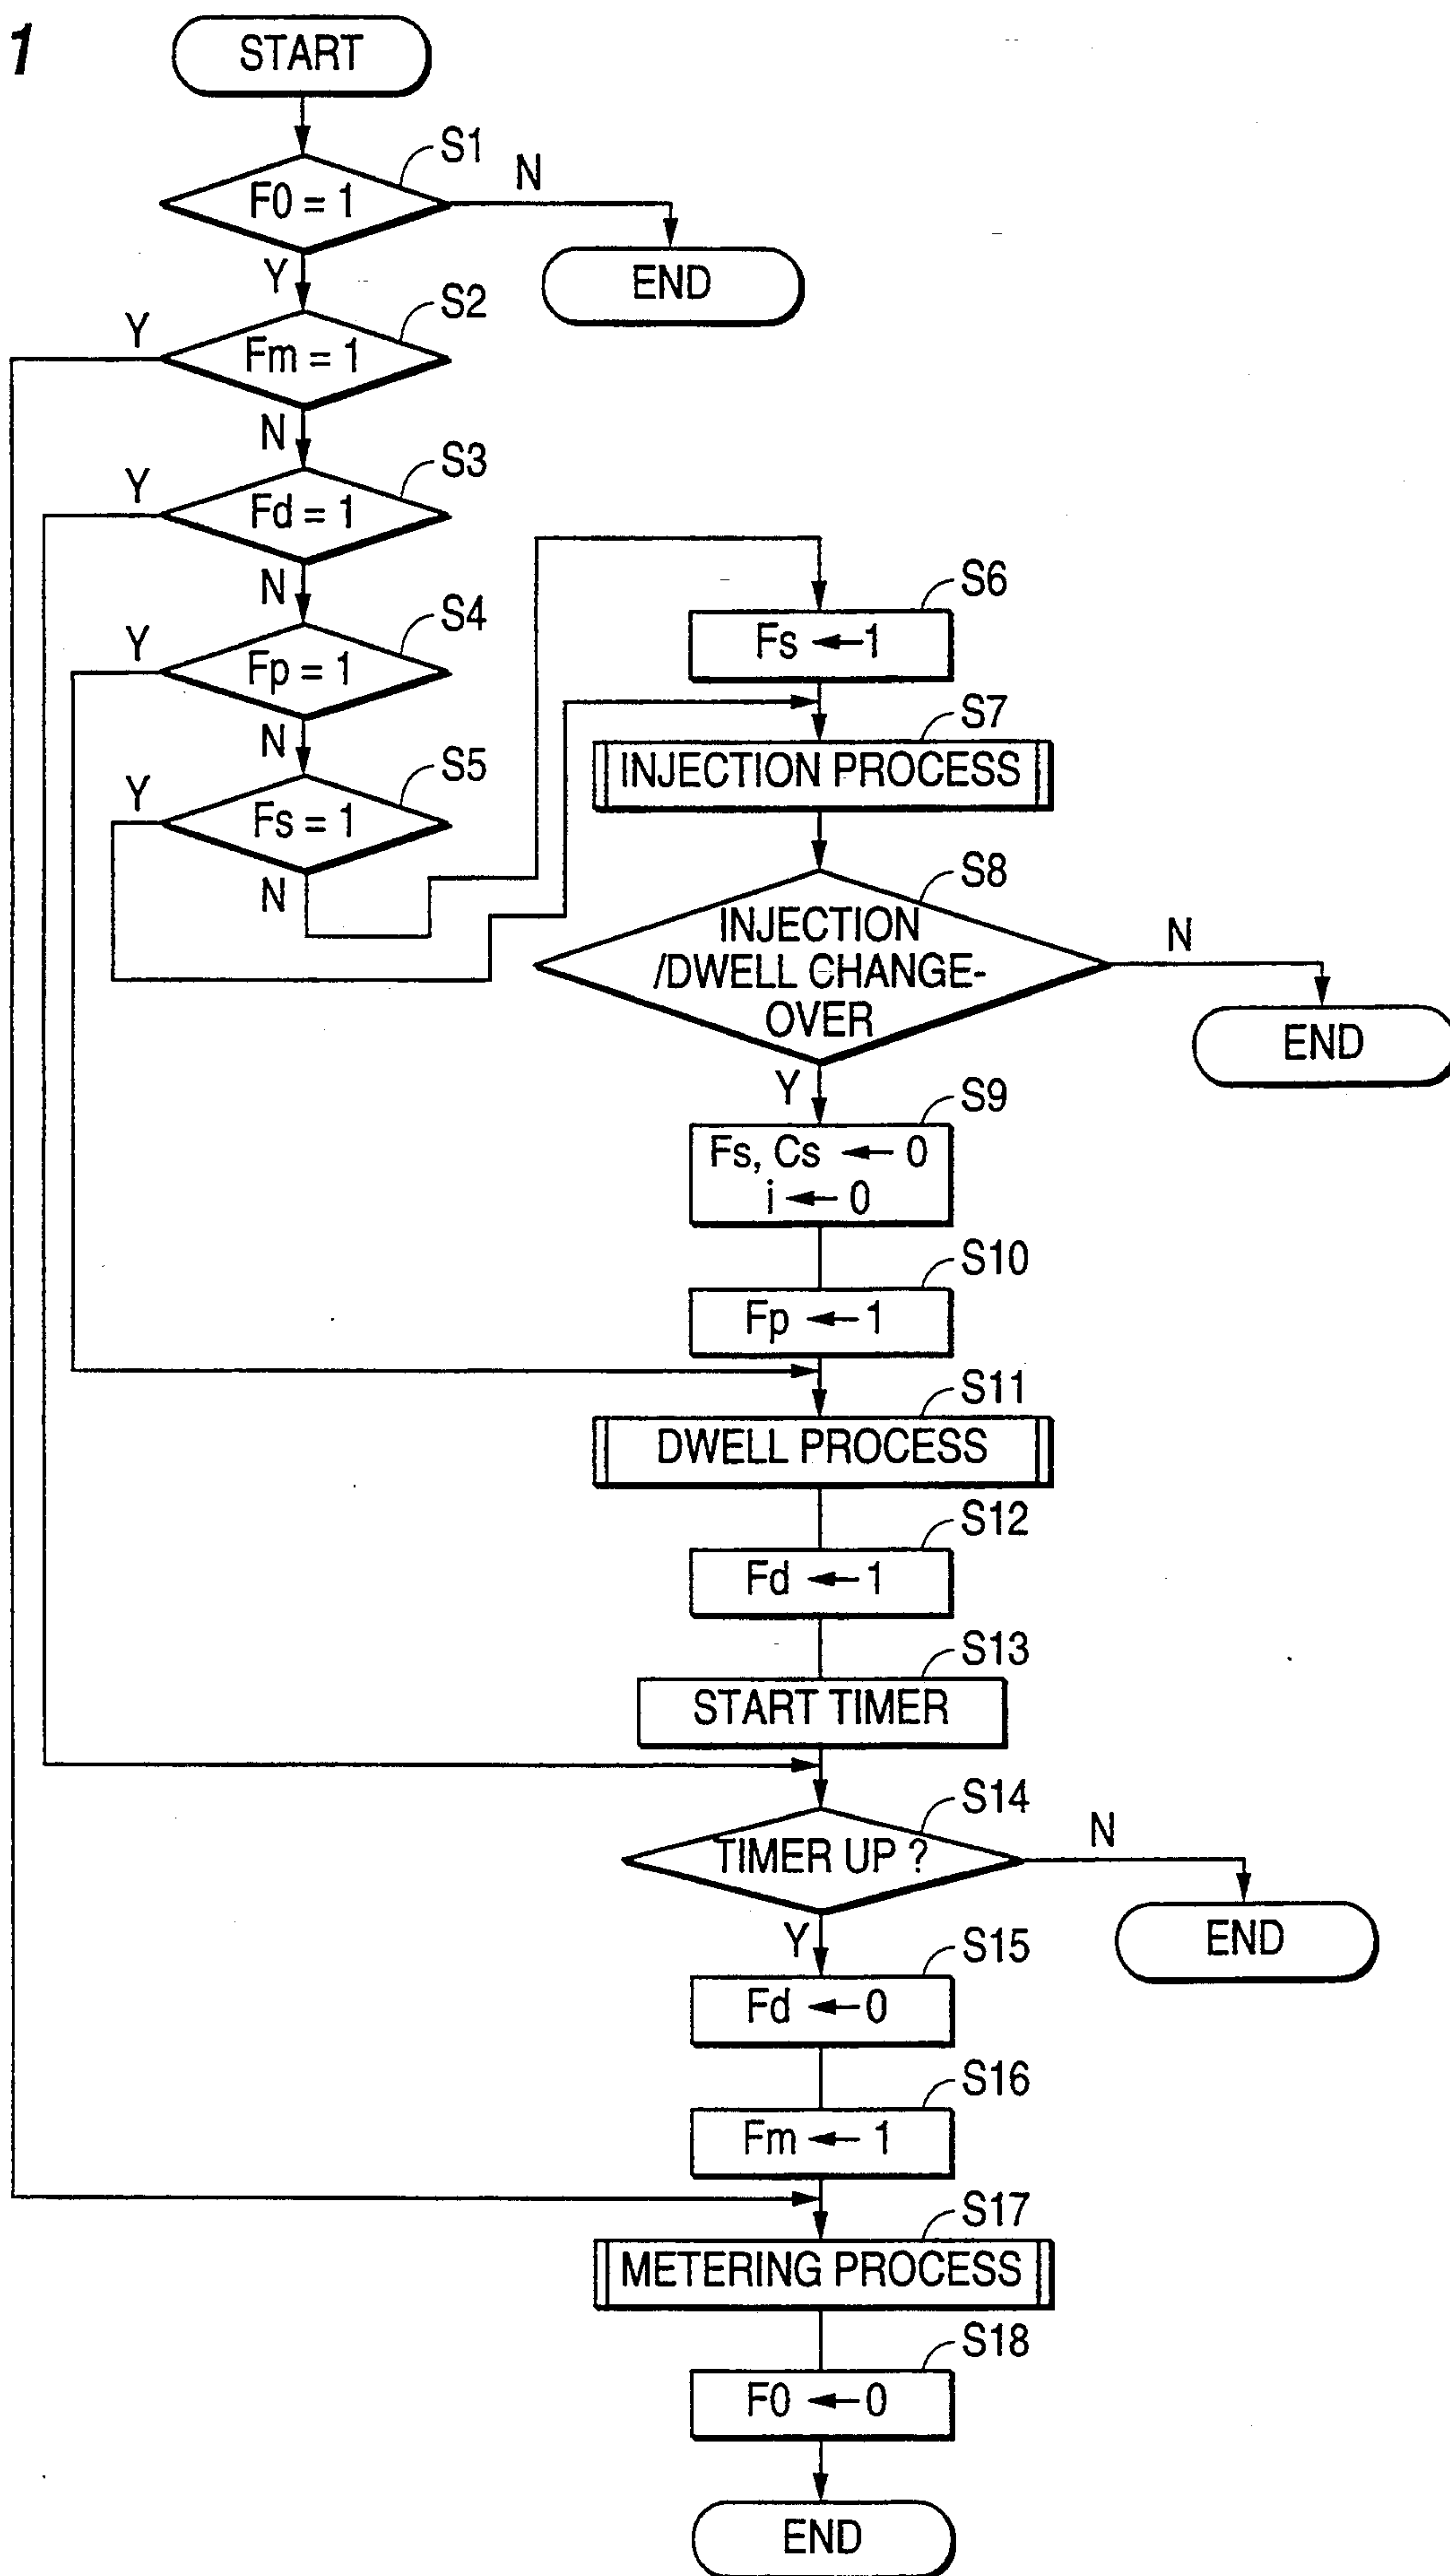 1
START
S1
F0 = 1
N
END
Y
S2
Y
Fm = 1
N
S3
Y
Fd = 1
N
S4
Y
Fp = 1
N
S5
Y
Fs = 1
N
S6
Fs ← 1
S7
INJECTION PROCESS
S8
INJECTION
/DWELL CHANGE-
OVER
N
END
Y
S9
Fs, Cs ← 0
i ← 0
S10
Fp ← 1
S11
DWELL PROCESS
S12
Fd ← 1
S13
START TIMER
S14
TIMER UP ?
N
END
Y
S15
Fd ← 0
S16
Fm ← 1
S17
METERING PROCESS
S18
F0 ← 0
END